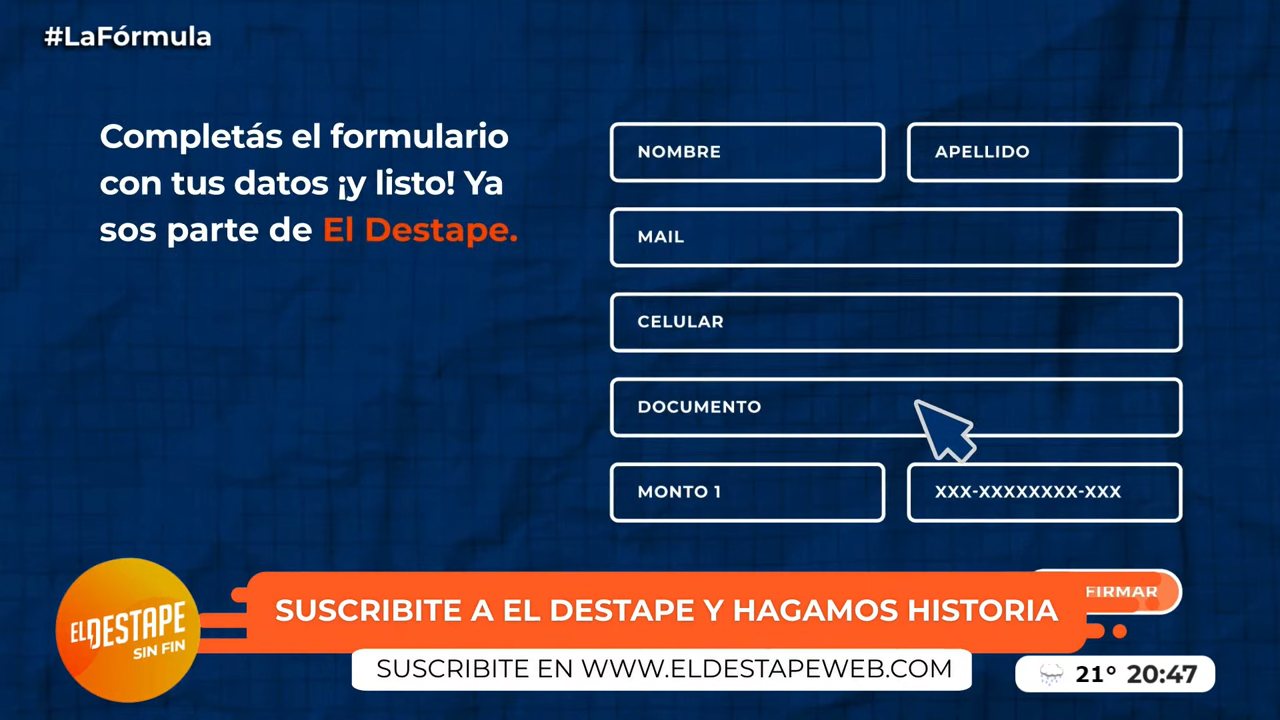 #LaFórmula
Completás el formulario
con tus datos ¡y listo! Ya
sos parte de El Destape.
NOMBRE
APELLIDO
MAIL
CELULAR
DOCUMENTO
MONTO 1
XXX-XXXXXXXX-XXX
FIRMAR
SUSCRIBITE A EL DESTAPE Y HAGAMOS HISTORIA
SUSCRIBITE EN WWW.ELDESTAPEWEB.COM
EL DESTAPE
SIN FIN
21° 20:47